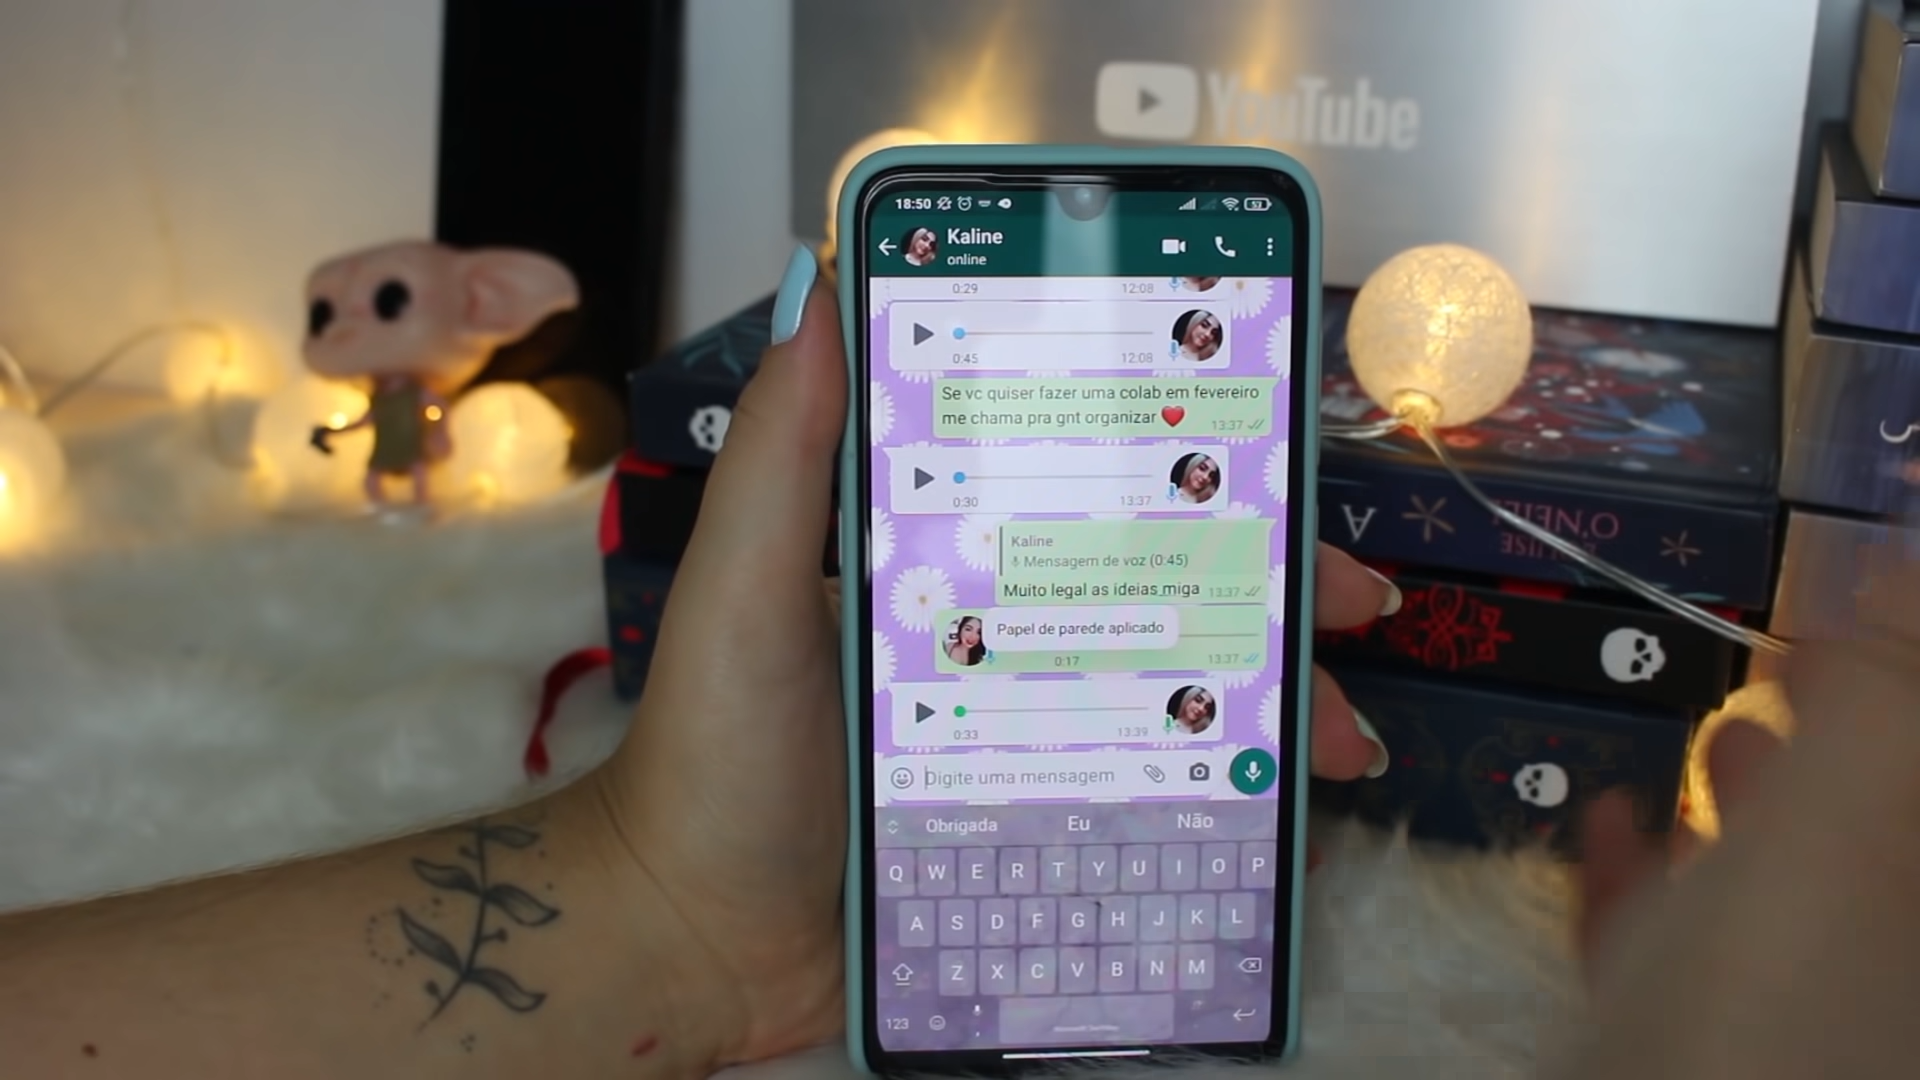 YouTube
18:50
53
Kaline
online
0:29 12:08
0:45 12:08
Se vc quiser fazer uma colab em fevereiro
me chama pra gnt organizar ❤️ 13:37
0:30 13:37
Kaline
Mensagem de voz (0:45)
Muito legal as ideias miga 13:37
Papel de parede aplicado
0:17 13:37
0:33 13:39
Digite uma mensagem
Obrigada Eu Não
Q W E R T Y U I O P
A S D F G H J K L
Z X C V B N M
123
A
O'NEILL
LOUISE